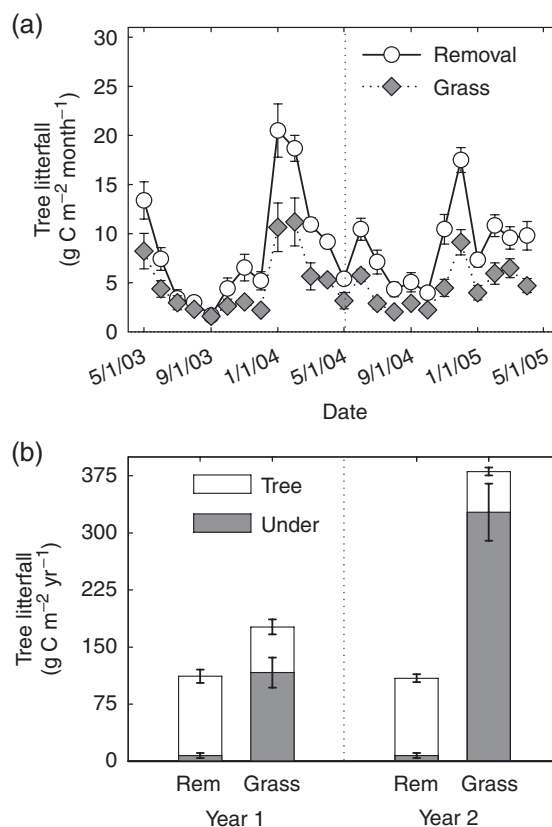 (a)
30
25
20
15
10
5
0
Tree litterfall
(g C m⁻² month⁻¹)
Removal
Grass
5/1/03
9/1/03
1/1/04
5/1/04
9/1/04
1/1/05
5/1/05
Date
(b)
375
300
225
150
75
0
Tree litterfall
(g C m⁻² yr⁻¹)
Tree
Under
Rem Grass Rem Grass
Year 1 Year 2